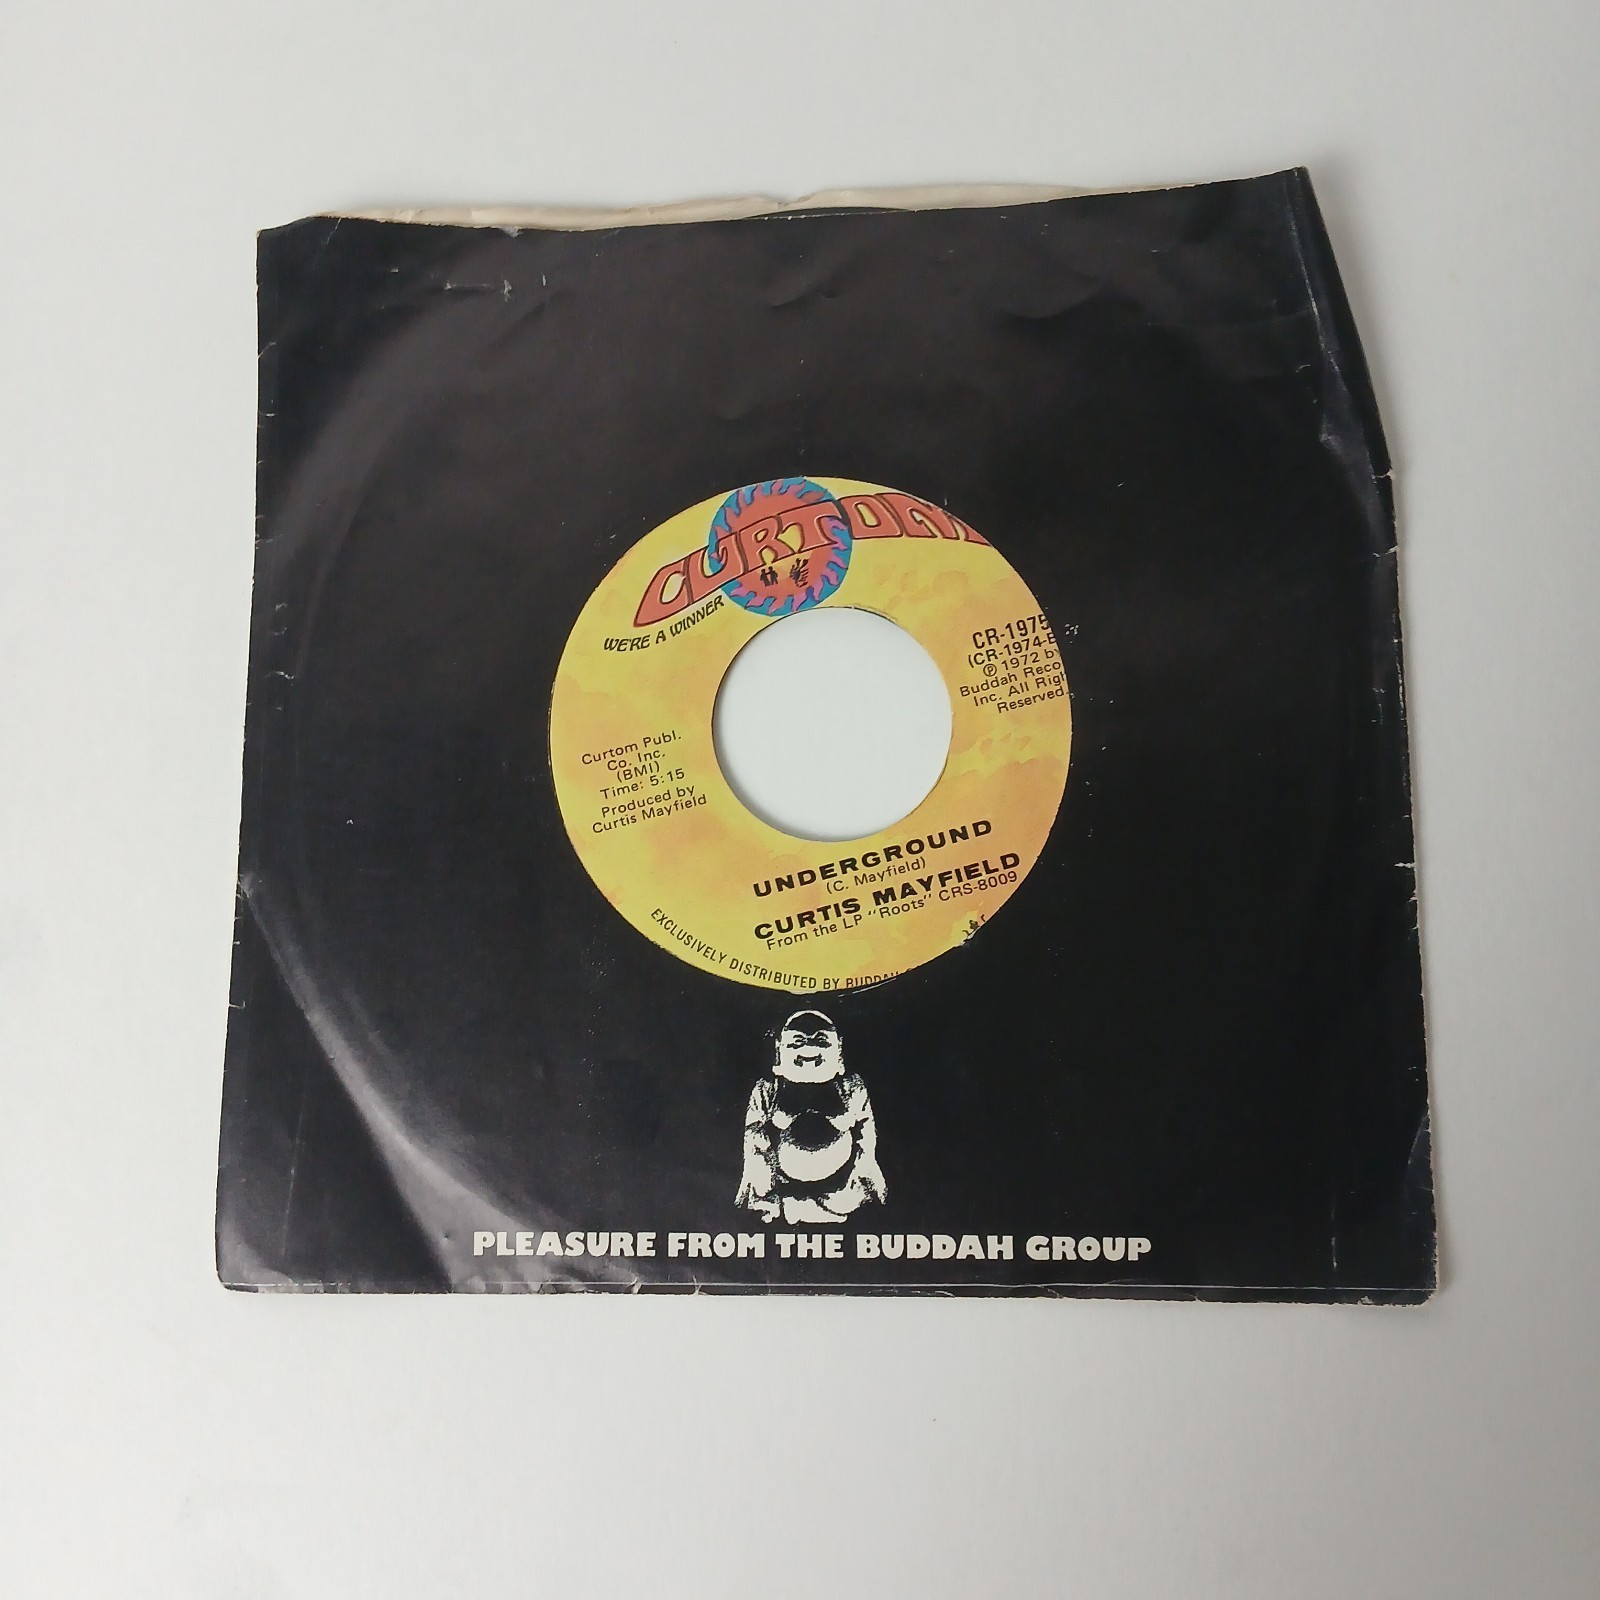 CURTOM
WE'RE A WINNER
CR-1975
(CR-1974-B
℗ 1972 by
Buddah Reco
Inc. All Righ
Reserved
Curtom Publ.
Co. Inc.
(BMI)
Time: 5:15
Produced by
Curtis Mayfield
UNDERGROUND
(C. Mayfield)
CURTIS MAYFIELD
From the LP "Roots" CRS-8009
EXCLUSIVELY DISTRIBUTED BY BUDDAH
PLEASURE FROM THE BUDDAH GROUP